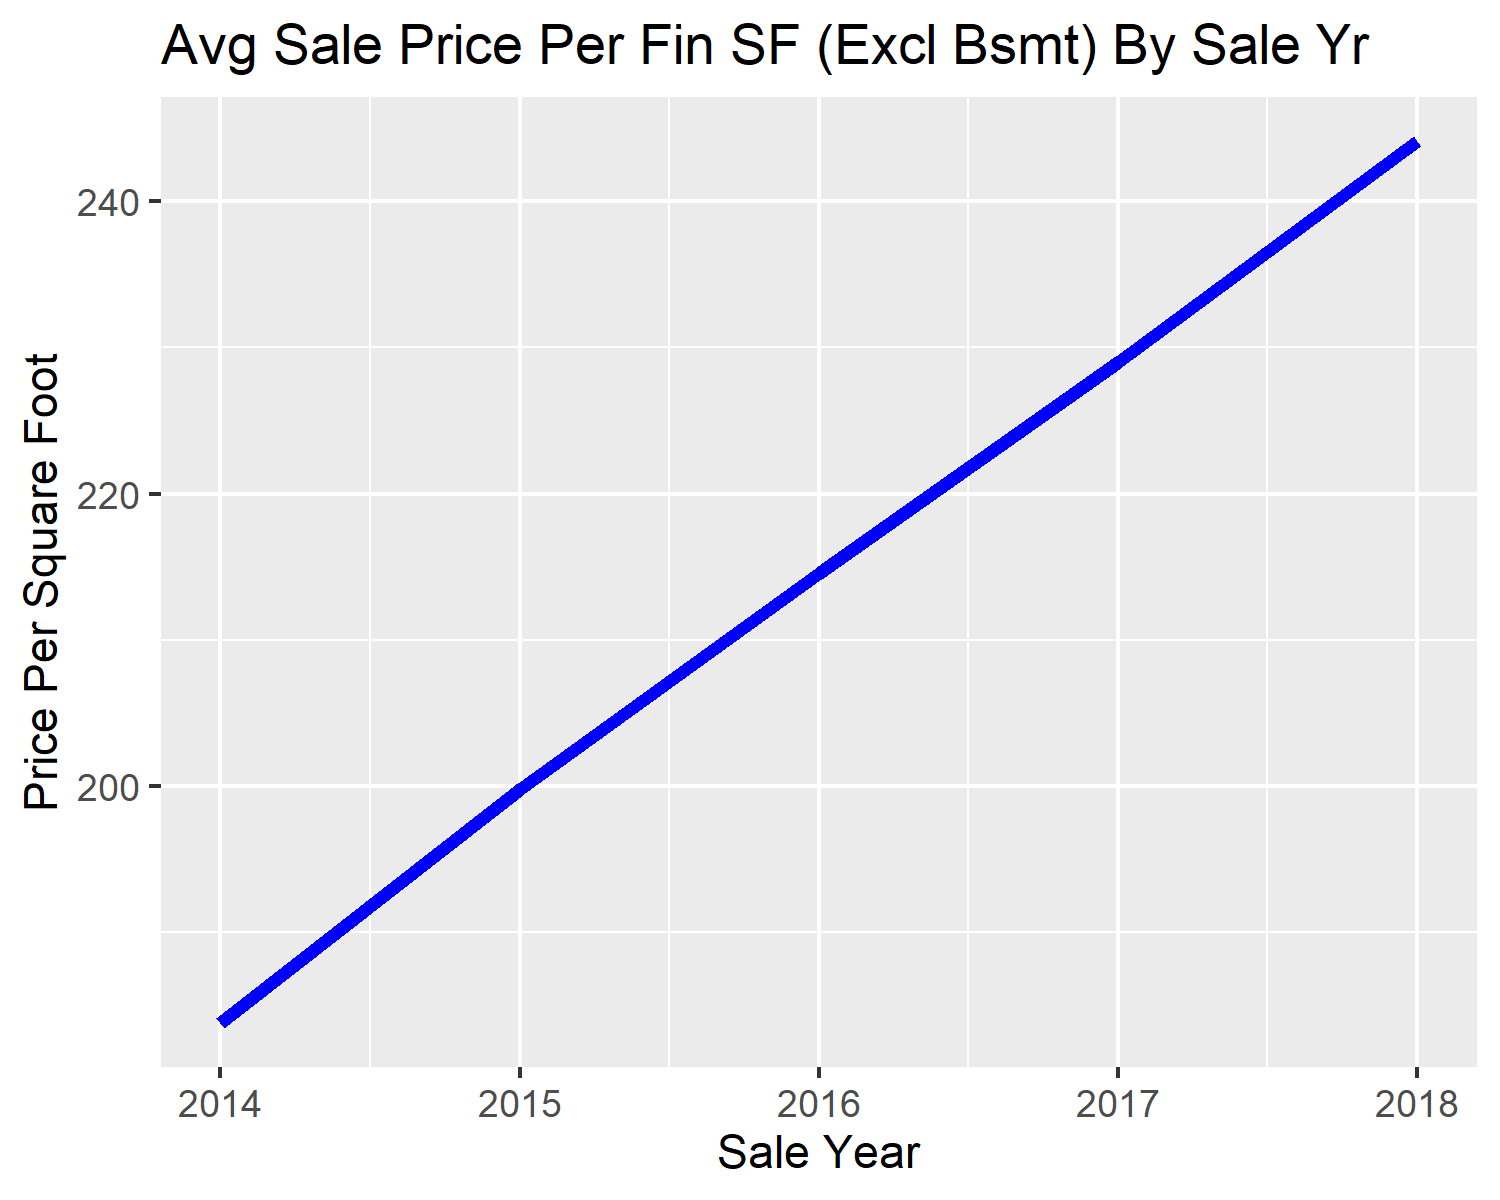 Avg Sale Price Per Fin SF (Excl Bsmt) By Sale Yr
Price Per Square Foot
240
220
200
2014 2015 2016 2017 2018
Sale Year